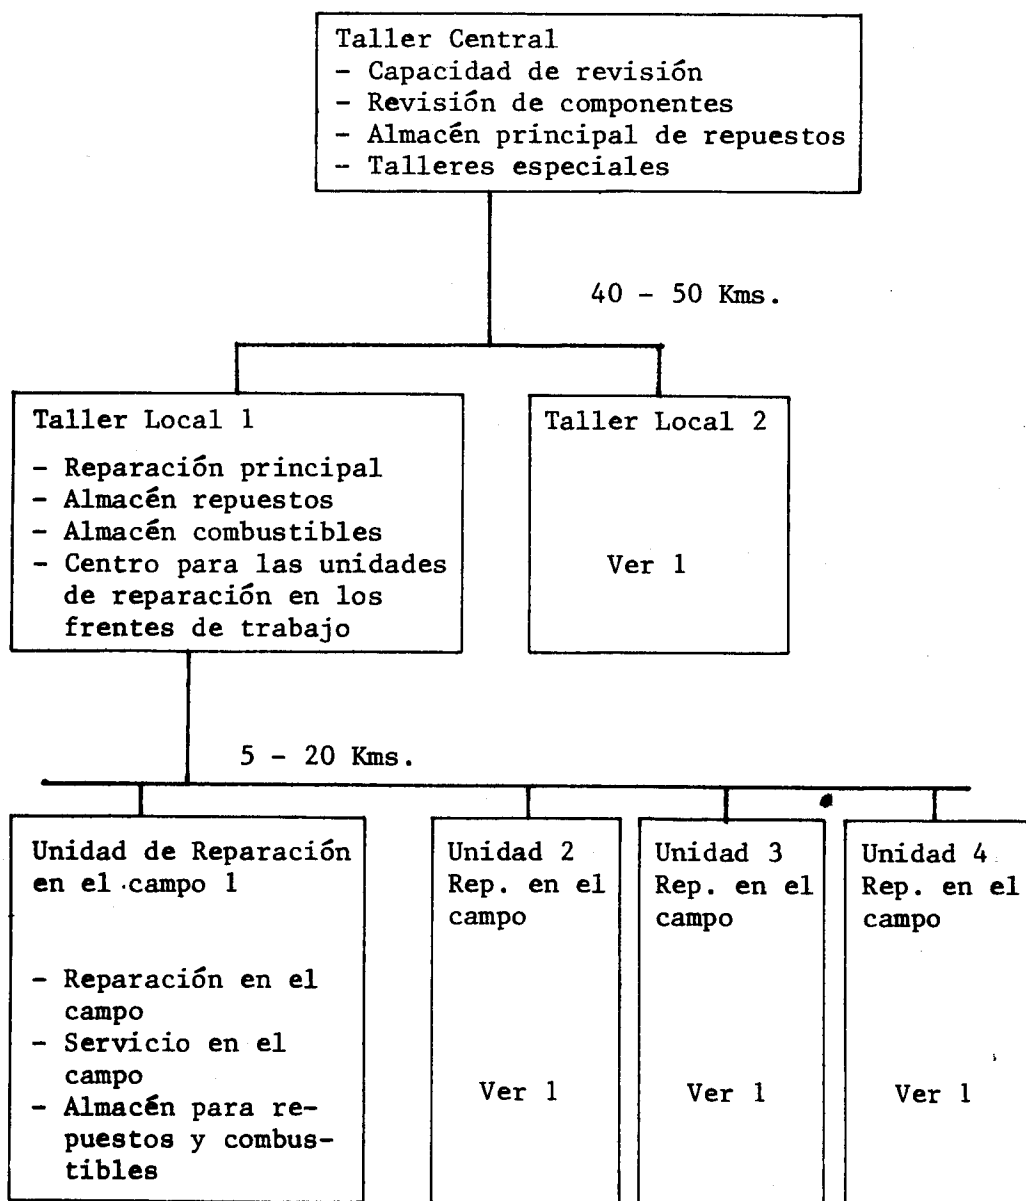 Taller Central
- Capacidad de revisión
- Revisión de componentes
- Almacén principal de repuestos
- Talleres especiales
40 - 50 Kms.
Taller Local 1
- Reparación principal
- Almacén repuestos
- Almacén combustibles
- Centro para las unidades
de reparación en los
frentes de trabajo
Taller Local 2
Ver 1
5 - 20 Kms.
Unidad de Reparación
en el campo 1
- Reparación en el
campo
- Servicio en el
campo
- Almacén para re-
puestos y combus-
tibles
Unidad 2
Rep. en el
campo
Ver 1
Unidad 3
Rep. en el
campo
Ver 1
Unidad 4
Rep. en el
campo
Ver 1